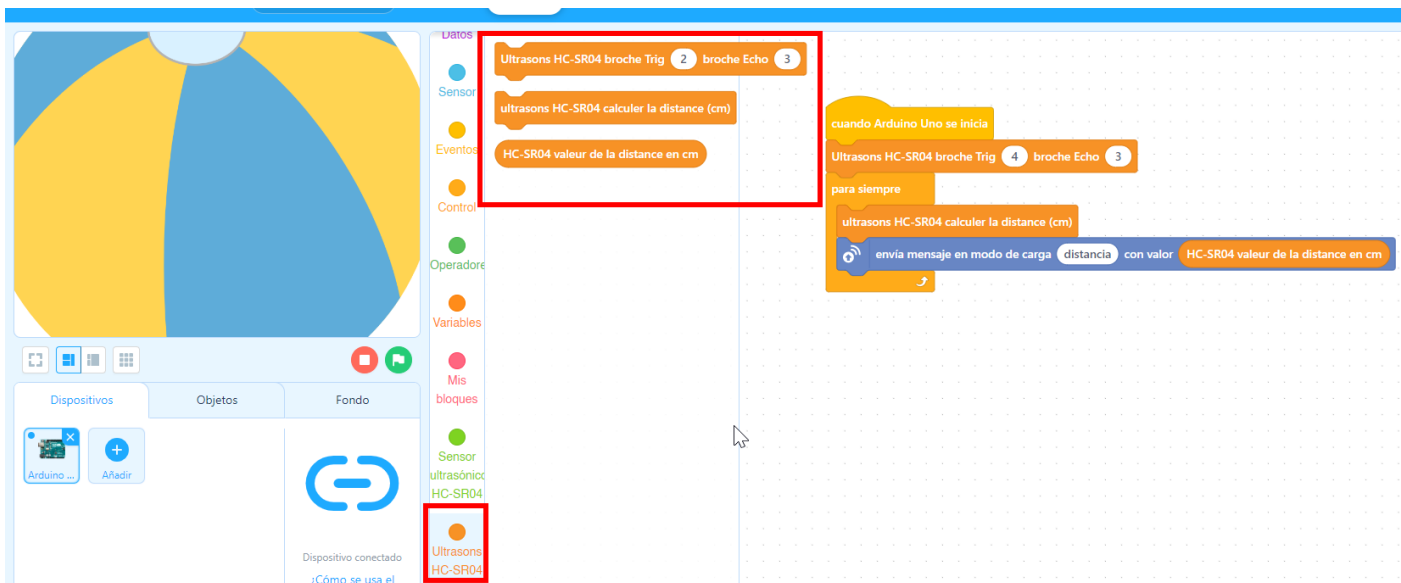 Datos
Sensor
Eventos
Control
Operadore
Variables
Mis
bloques
Sensor
ultrasónico
HC-SR04
Ultrasons
HC-SR04
Ultrasons HC-SR04 broche Trig 2 broche Echo 3
ultrasons HC-SR04 calculer la distance (cm)
HC-SR04 valeur de la distance en cm
cuando Arduino Uno se inicia
Ultrasons HC-SR04 broche Trig 4 broche Echo 3
para siempre
ultrasons HC-SR04 calculer la distance (cm)
envía mensaje en modo de carga distancia con valor HC-SR04 valeur de la distance en cm
Dispositivos Objetos Fondo
Arduino ... Añadir
Dispositivo conectado
¿Cómo se usa el